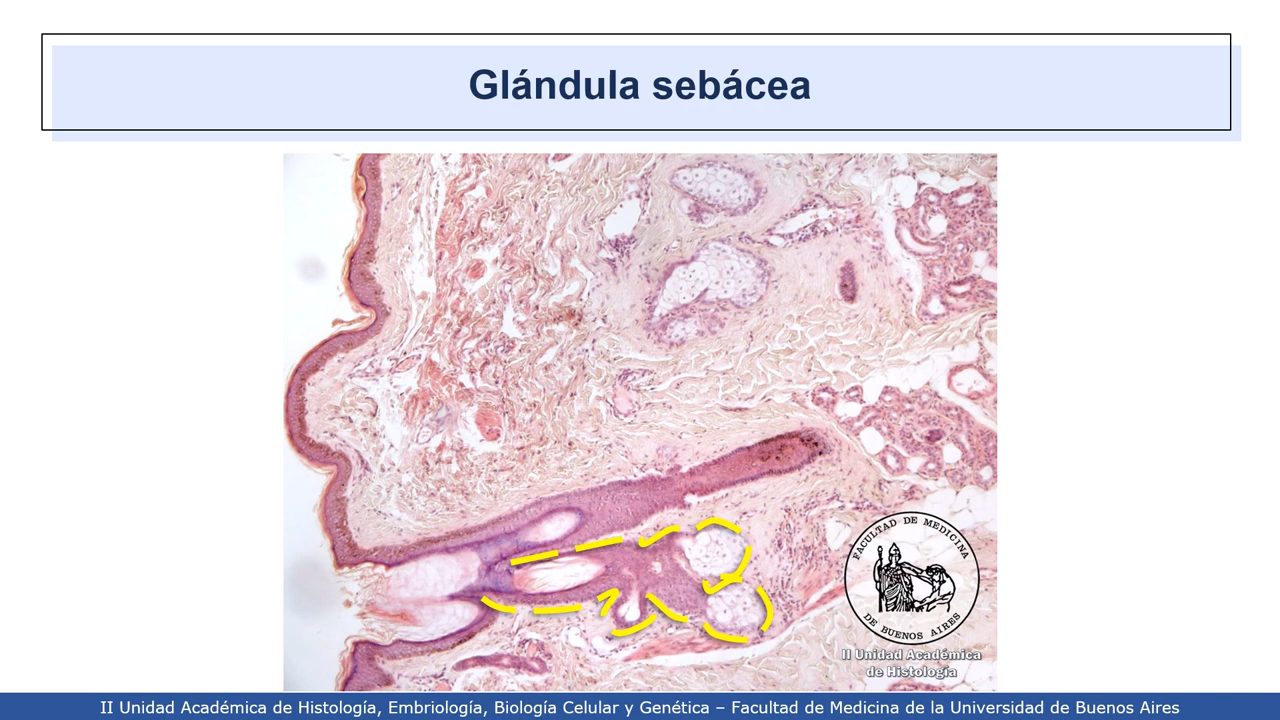 Glándula sebácea
FACULTAD DE MEDICINA
DE BUENOS AIRES
II Unidad Académica
de Histología
II Unidad Académica de Histología, Embriología, Biología Celular y Genética – Facultad de Medicina de la Universidad de Buenos Aires